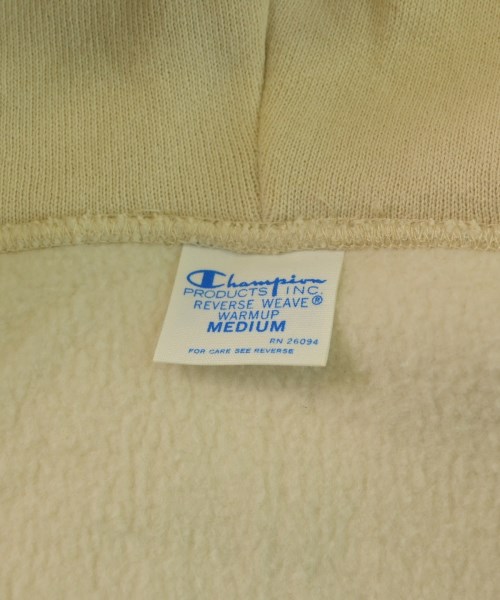 Champion
PRODUCTS INC.
REVERSE WEAVE®
WARMUP
MEDIUM
RN 26094
FOR CARE SEE REVERSE